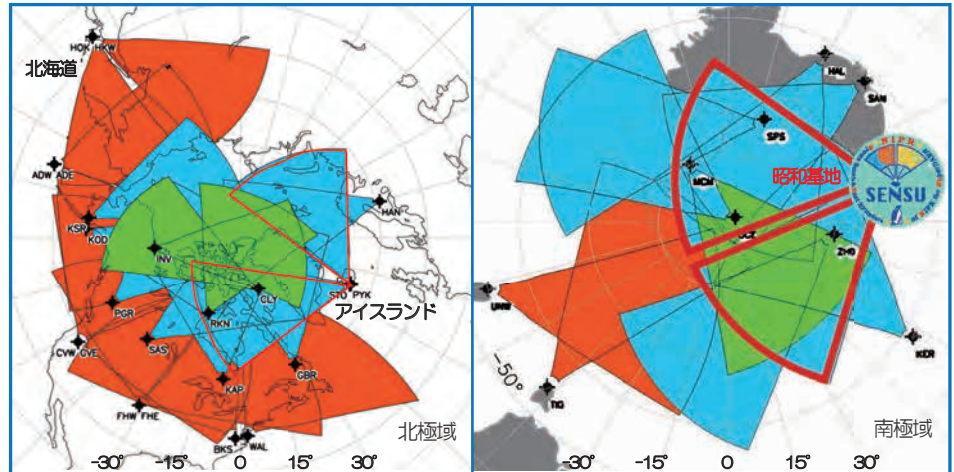 HOK HKW
北海道
ADW ADE
KSR
KOD
INV
HAN
CLY
STO PYK
アイスランド
RKN
PGR
SAS
CVW CVE
KAP
GBR
FHW FHE
BKS
WAL
北極域
-30°
-15°
0
15°
30°
HAL
SAN
SPS
MCM
昭和基地
SENSU
ZHO
UNW
KER
-50°
TIG
南極域
-30°
-15°
0
15°
30°